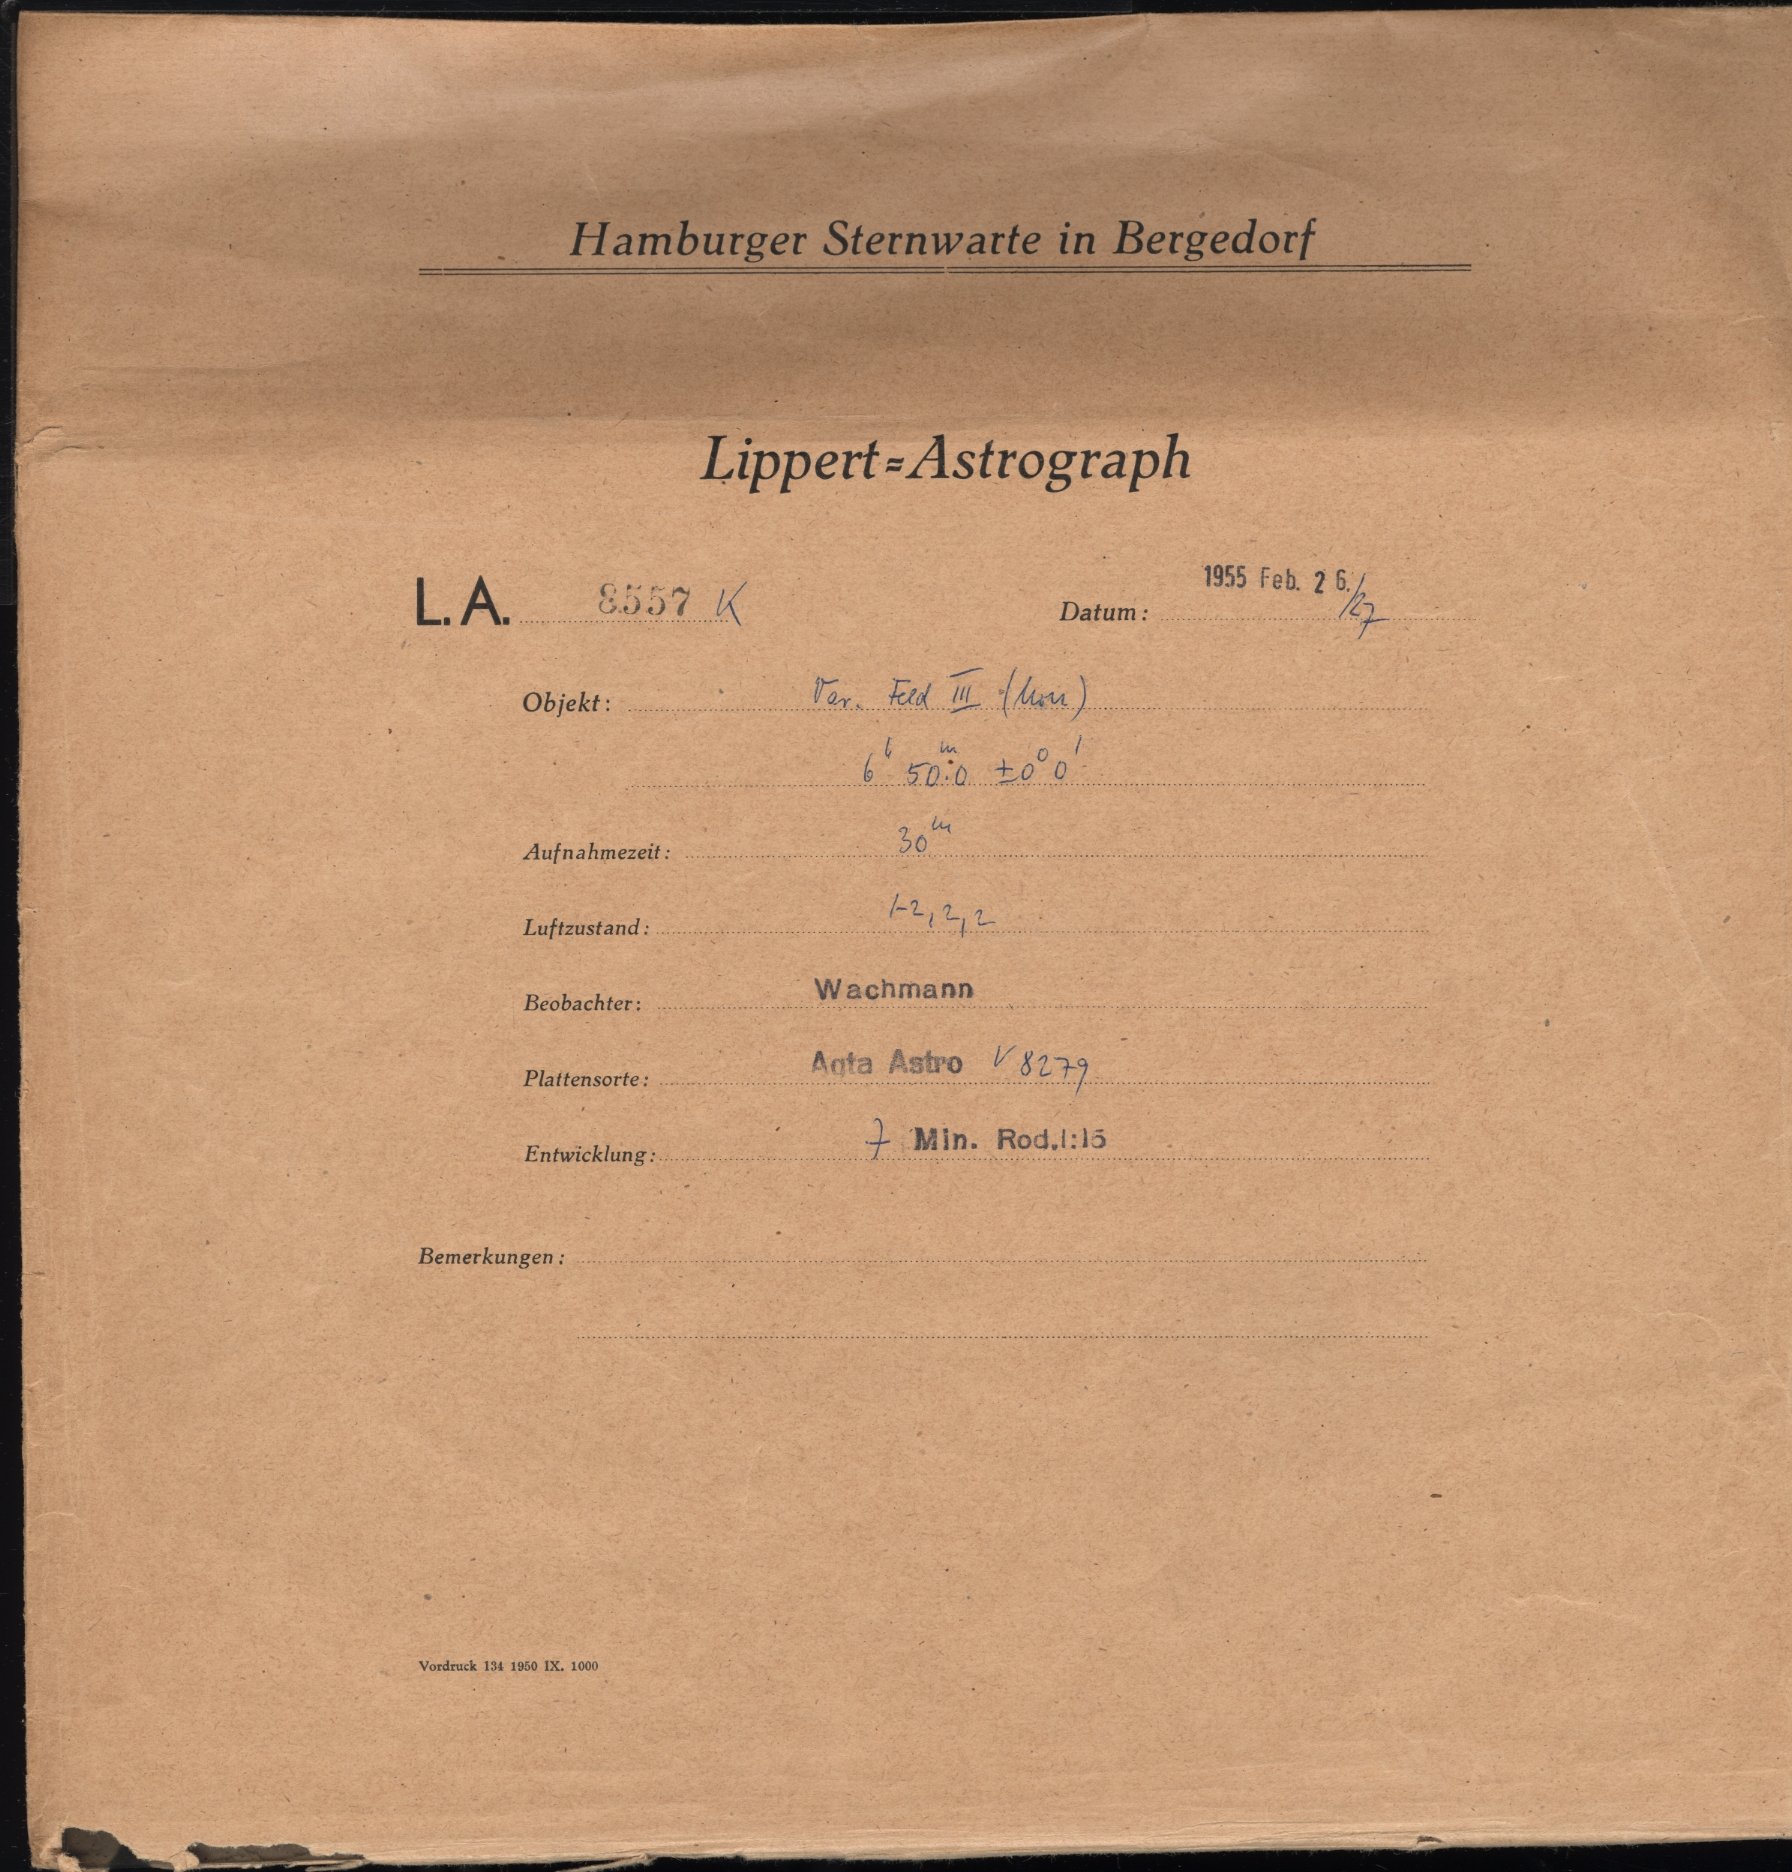 Hamburger Sternwarte in Bergedorf
Lippert=Astrograph
L. A. 8557 K
Datum: 1955 Feb. 26./27
Objekt: Var. Feld III (Mon)
6ʰ 50ᵐ.0 ±0° 0'
Aufnahmezeit: 30ᵐ
Luftzustand: 1-2, 2, 2
Beobachter: Wachmann
Plattensorte: Agfa Astro V 8279
Entwicklung: 7 Min. Rod. 1:15
Bemerkungen:
Vordruck 134 1950 IX. 1000